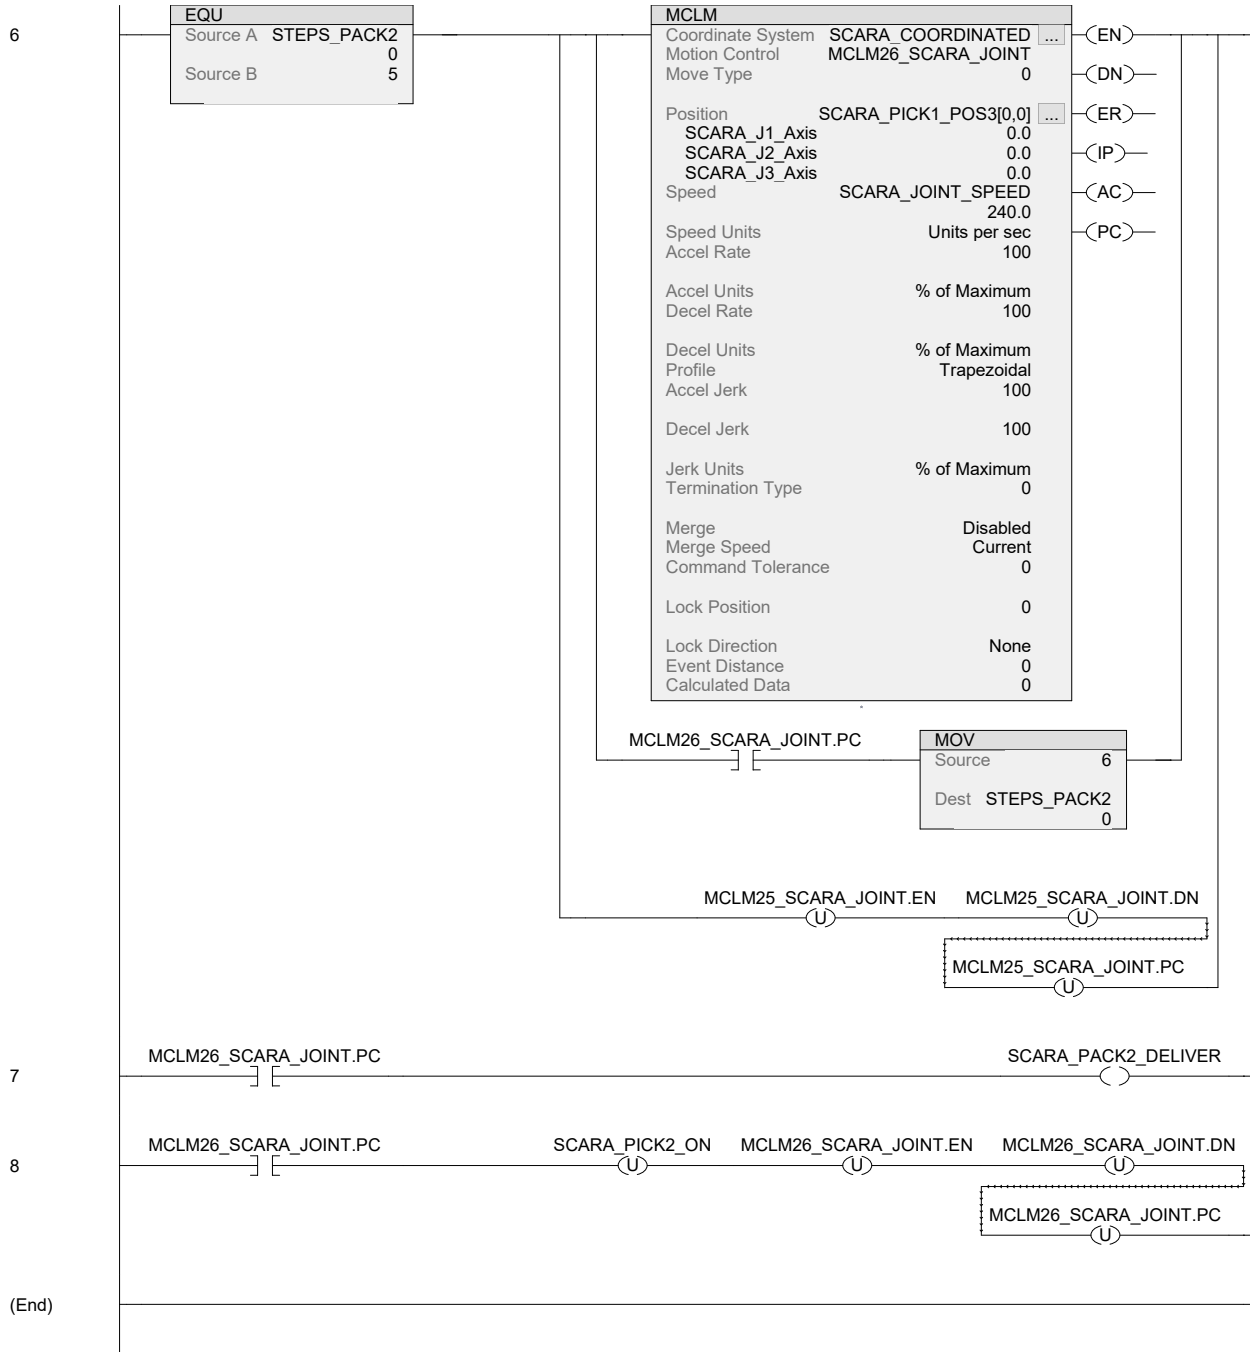 EQU
MCLM
6
Source A STEPS_PACK2
Coordinate System SCARA_COORDINATED ... EN
0
Motion Control MCLM26_SCARA_JOINT
Source B 5
Move Type 0
DN
Position SCARA_PICK1_POS3[0,0] ... ER
SCARA_J1_Axis 0.0
SCARA_J2_Axis 0.0
IP
SCARA_J3_Axis 0.0
Speed SCARA_JOINT_SPEED
AC
240.0
Speed Units Units per sec
PC
Accel Rate 100
Accel Units % of Maximum
Decel Rate 100
Decel Units % of Maximum
Profile Trapezoidal
Accel Jerk 100
Decel Jerk 100
Jerk Units % of Maximum
Termination Type 0
Merge Disabled
Merge Speed Current
Command Tolerance 0
Lock Position 0
Lock Direction None
Event Distance 0
Calculated Data 0
MCLM26_SCARA_JOINT.PC
MOV
Source 6
Dest STEPS_PACK2
0
MCLM25_SCARA_JOINT.EN MCLM25_SCARA_JOINT.DN
U U
MCLM25_SCARA_JOINT.PC
U
MCLM26_SCARA_JOINT.PC SCARA_PACK2_DELIVER
7
MCLM26_SCARA_JOINT.PC SCARA_PICK2_ON MCLM26_SCARA_JOINT.EN MCLM26_SCARA_JOINT.DN
8 U U U
MCLM26_SCARA_JOINT.PC
U
(End)